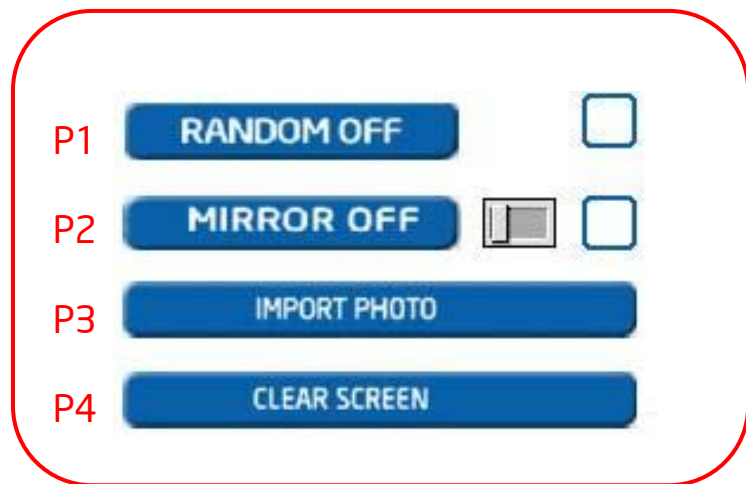 P1 RANDOM OFF
P2 MIRROR OFF
P3 IMPORT PHOTO
P4 CLEAR SCREEN